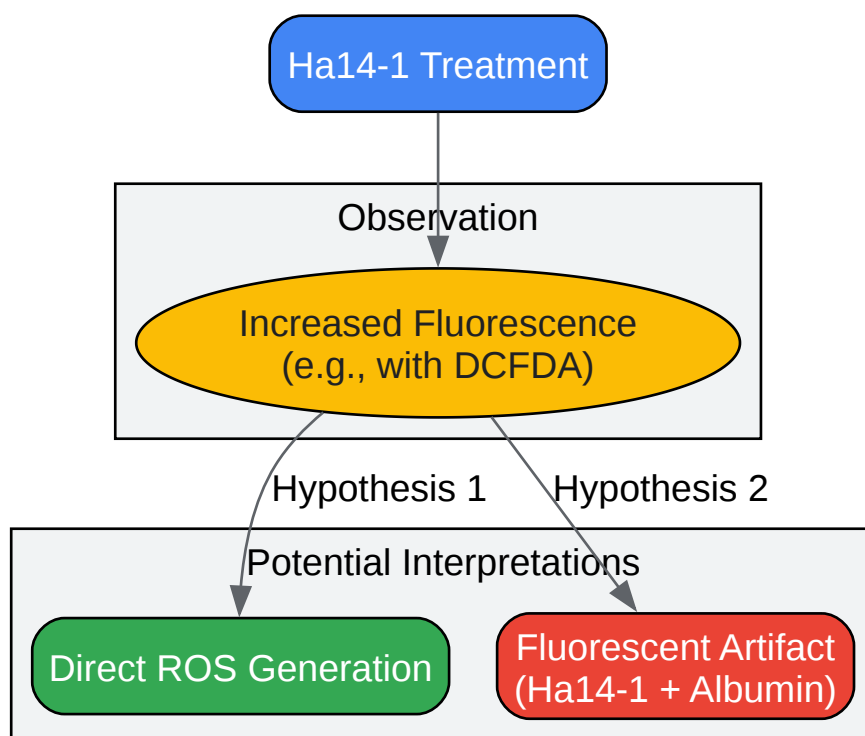 Ha14-1 Treatment
Observation
Increased Fluorescence
(e.g., with DCFDA)
Hypothesis 1
Hypothesis 2
Potential Interpretations
Direct ROS Generation
Fluorescent Artifact
(Ha14-1 + Albumin)